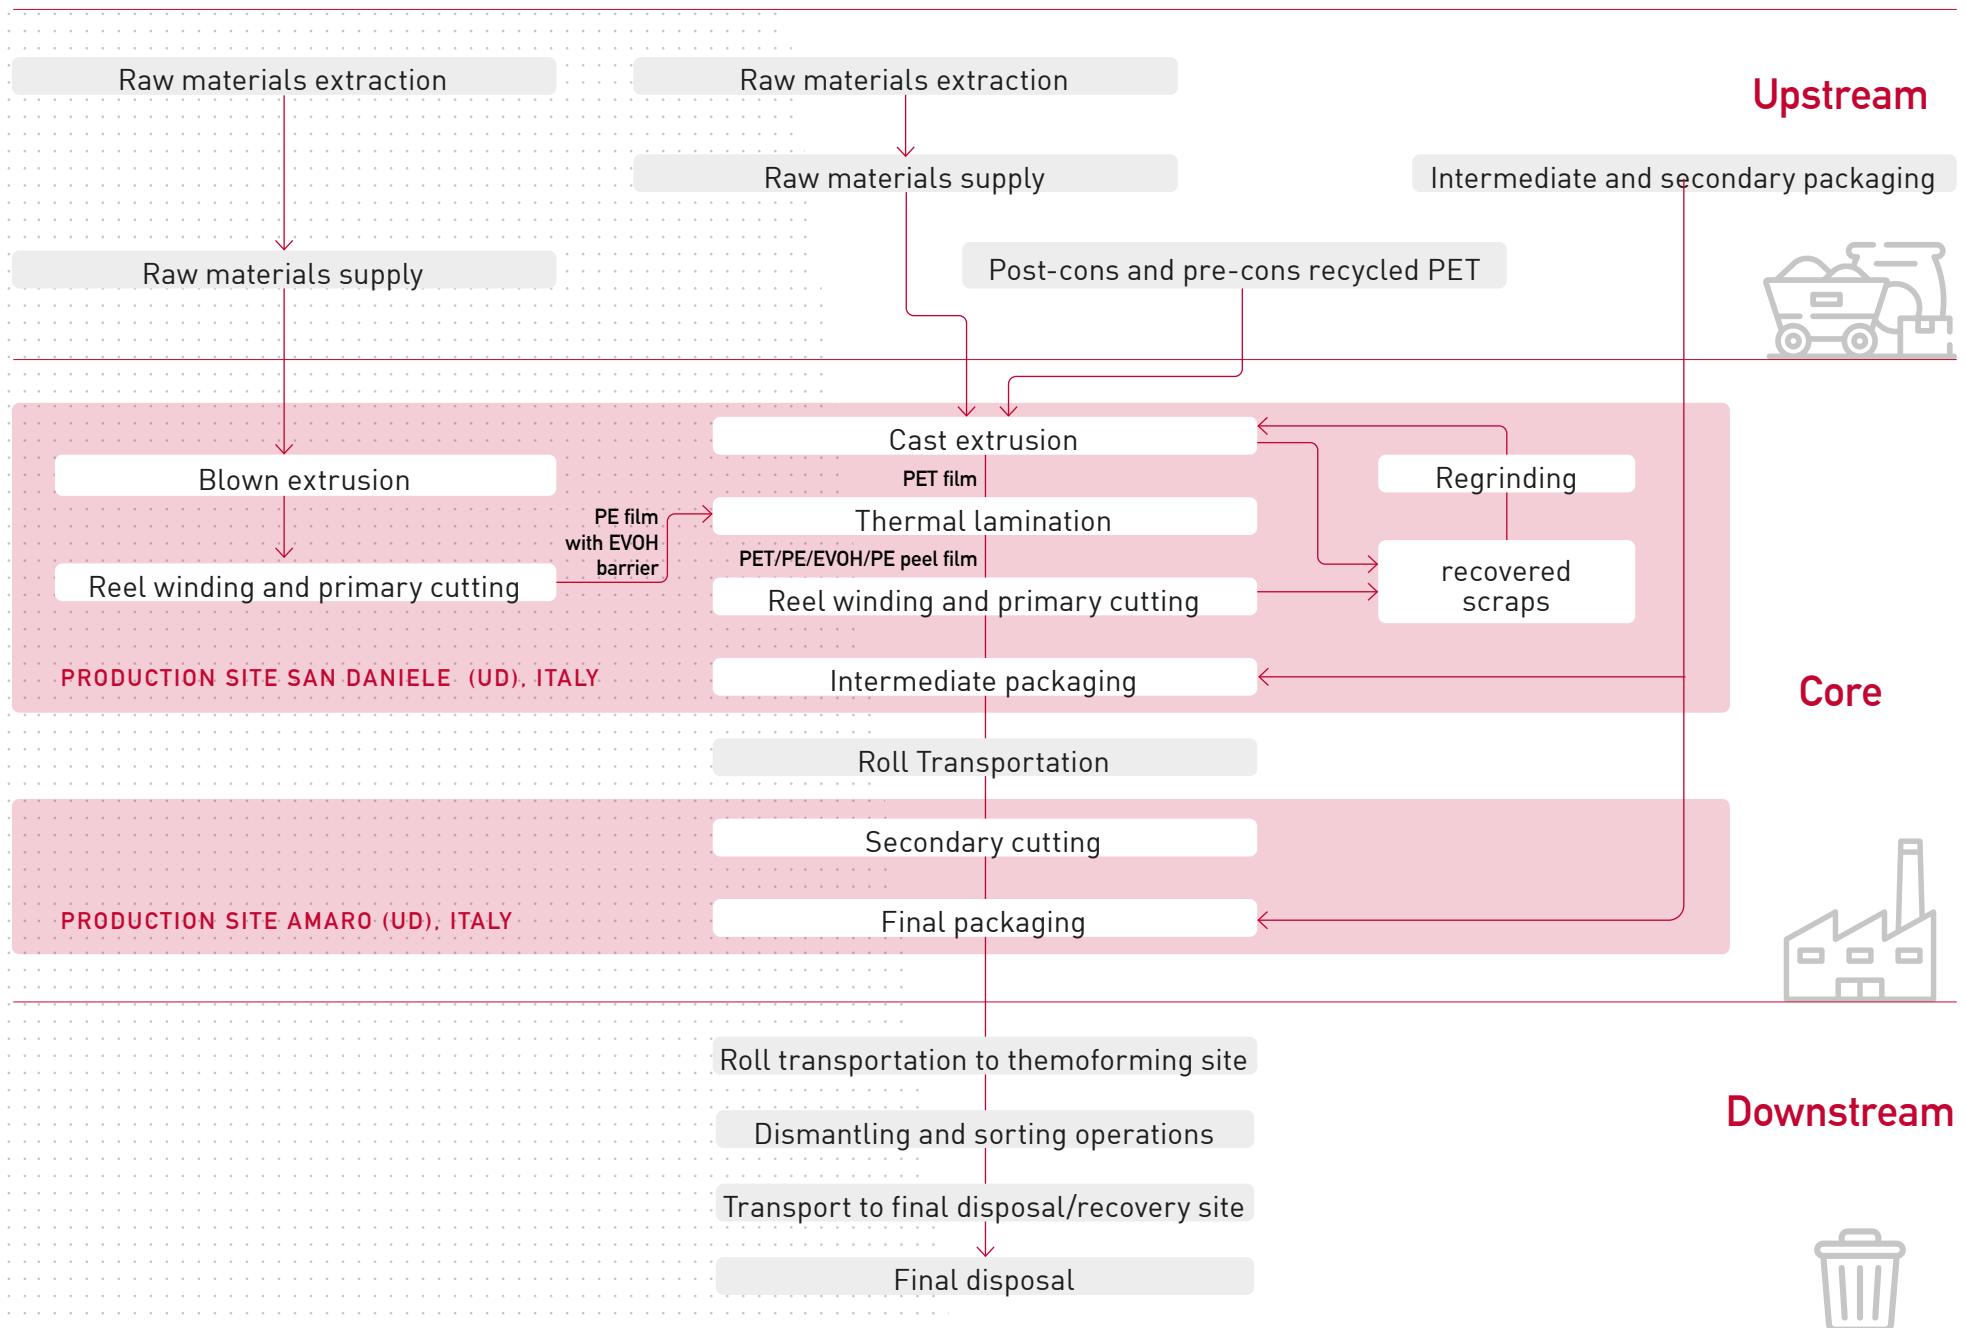 Raw materials extraction
Raw materials extraction
Upstream
Raw materials supply
Intermediate and secondary packaging
Raw materials supply
Post-cons and pre-cons recycled PET
Cast extrusion
Blown extrusion
PET film
Regrinding
PE film
with EVOH
barrier
Thermal lamination
PET/PE/EVOH/PE peel film
recovered
scraps
Reel winding and primary cutting
Reel winding and primary cutting
PRODUCTION SITE SAN DANIELE (UD), ITALY
Intermediate packaging
Core
Roll Transportation
Secondary cutting
PRODUCTION SITE AMARO (UD), ITALY
Final packaging
Roll transportation to themoforming site
Downstream
Dismantling and sorting operations
Transport to final disposal/recovery site
Final disposal